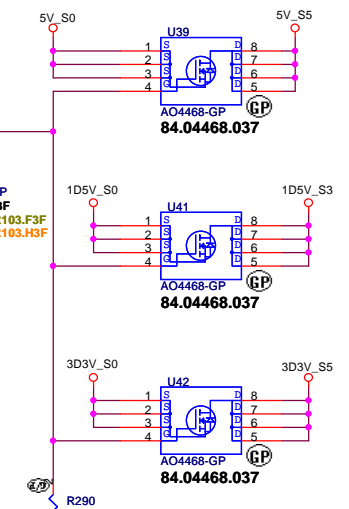 5V_S0 5V_S5
U39
1 S D 8
2 S D 7
3 S D 6
4 G D 5
GP
AO4468-GP
84.04468.037
P
3F
2103.F3F
2103.H3F
1D5V_S0 1D5V_S3
U41
1 S D 8
2 S D 7
3 S D 6
4 G D 5
GP
AO4468-GP
84.04468.037
3D3V_S0 3D3V_S5
U42
1 S D 8
2 S D 7
3 S D 6
4 G D 5
GP
AO4468-GP
84.04468.037
R290